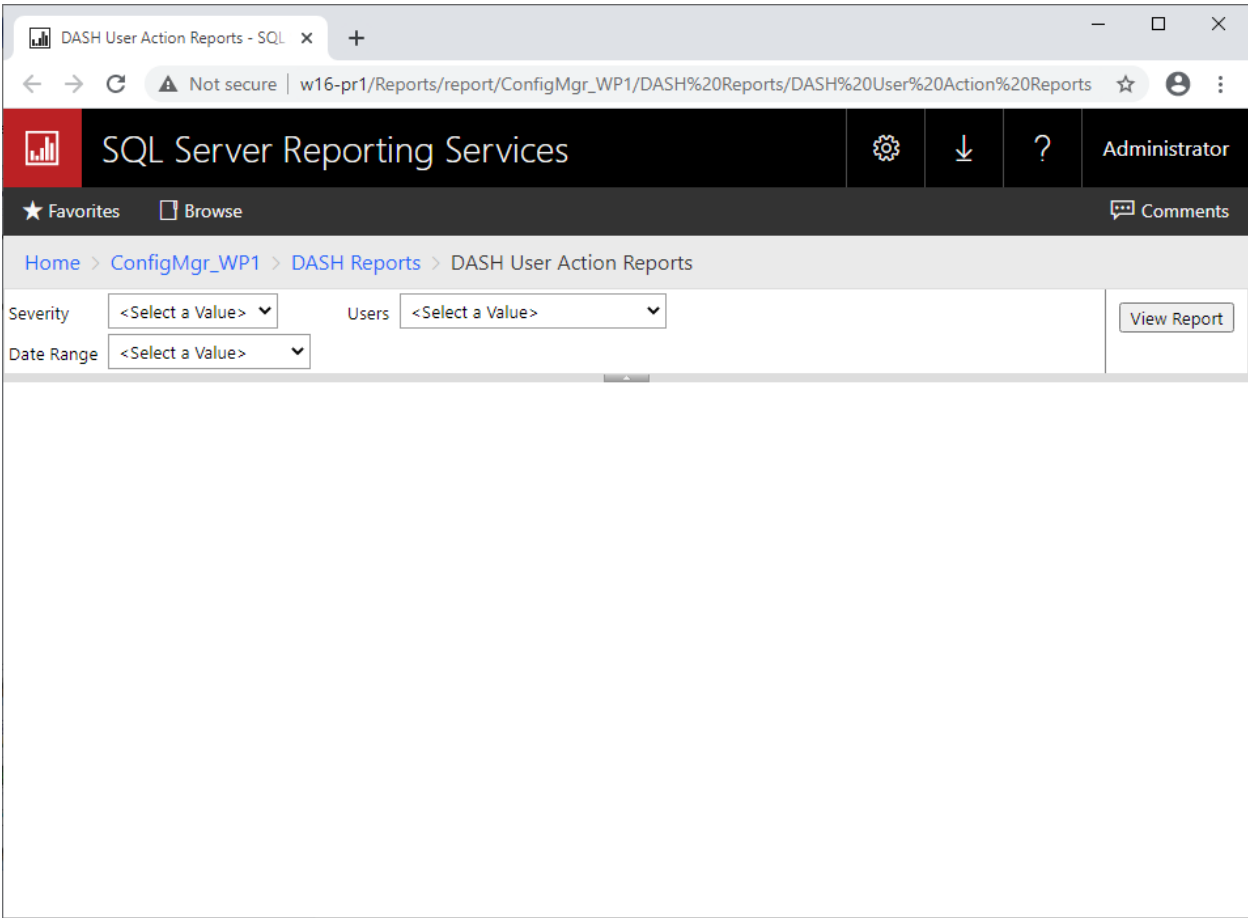 DASH User Action Reports - SQL
Not secure | w16-pr1/Reports/report/ConfigMgr_WP1/DASH%20Reports/DASH%20User%20Action%20Reports
SQL Server Reporting Services ? Administrator
Favorites Browse Comments
Home > ConfigMgr_WP1 > DASH Reports > DASH User Action Reports
Severity <Select a Value> Users <Select a Value> View Report
Date Range <Select a Value>